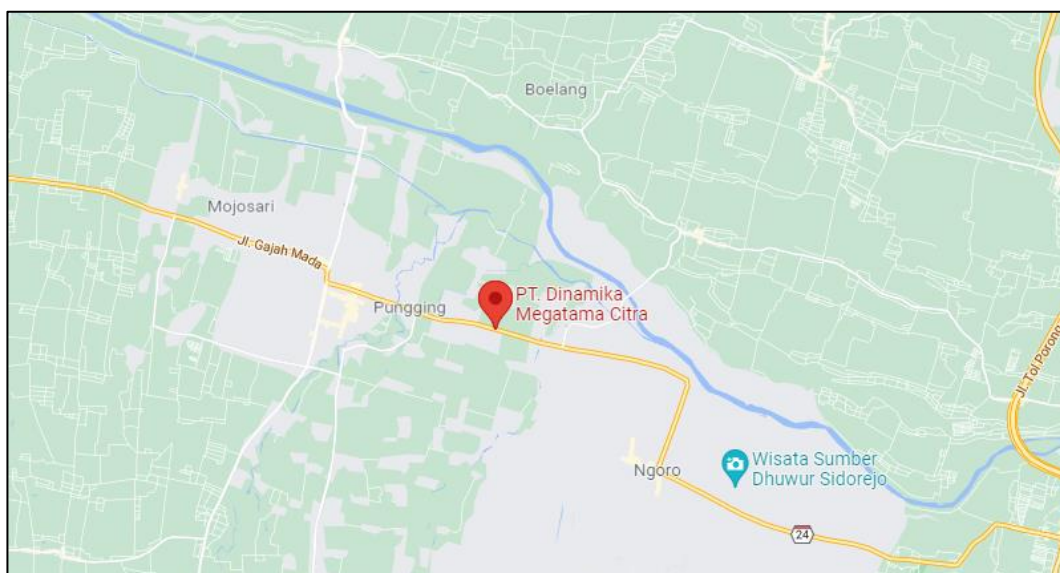 Boelang
Mojosari
Jl. Gajah Mada
Pungging
PT. Dinamika
Megatama Citra
Jl. Tol Porong
Ngoro
Wisata Sumber
Dhuwur Sidorejo
24